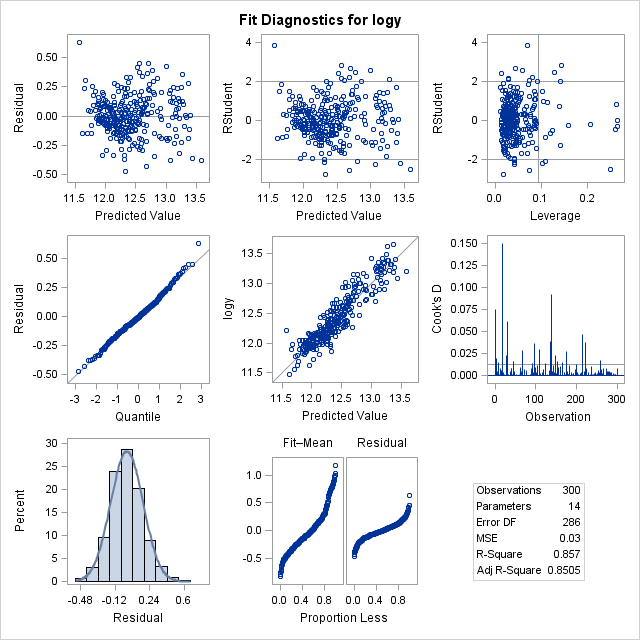 Fit Diagnostics for logy
Residual
0.50
0.25
0.00
-0.25
-0.50
11.5 12.0 12.5 13.0 13.5
Predicted Value
RStudent
4
2
0
-2
11.5 12.0 12.5 13.0 13.5
Predicted Value
RStudent
4
2
0
-2
0.0 0.1 0.2
Leverage
Residual
0.50
0.25
0.00
-0.25
-0.50
-3 -2 -1 0 1 2 3
Quantile
logy
13.5
13.0
12.5
12.0
11.5
11.5 12.0 12.5 13.0 13.5
Predicted Value
Cook's D
0.150
0.125
0.100
0.075
0.050
0.025
0.000
0 100 200 300
Observation
Percent
30
25
20
15
10
5
0
-0.48 -0.12 0.24 0.6
Residual
Fit–Mean Residual
1.0
0.5
0.0
-0.5
0.0 0.4 0.8 0.0 0.4 0.8
Proportion Less
Observations 300
Parameters 14
Error DF 286
MSE 0.03
R-Square 0.857
Adj R-Square 0.8505